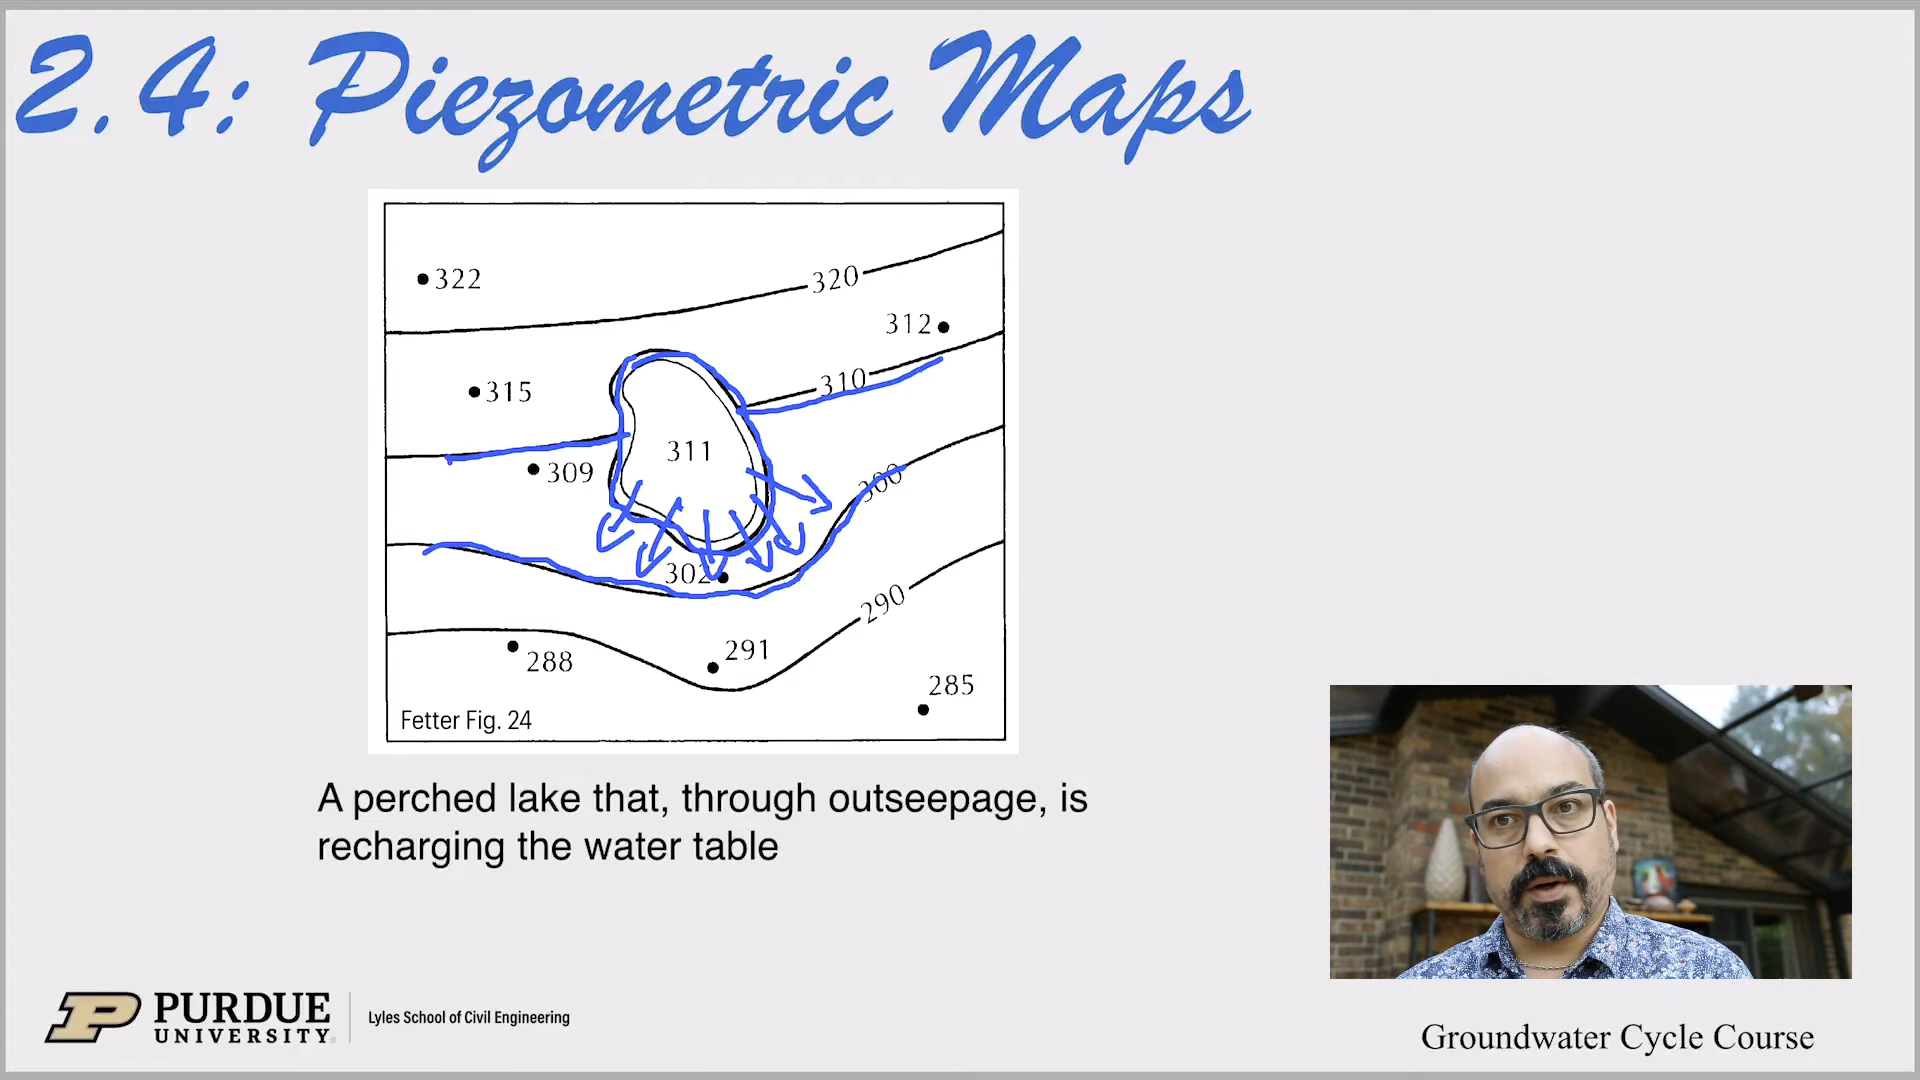 2.4: Piezometric Maps
322
320
312
315
310
311
309
300
302
290
291
288
285
Fetter Fig. 24
A perched lake that, through outseepage, is
recharging the water table
PURDUE
UNIVERSITY
Lyles School of Civil Engineering
Groundwater Cycle Course